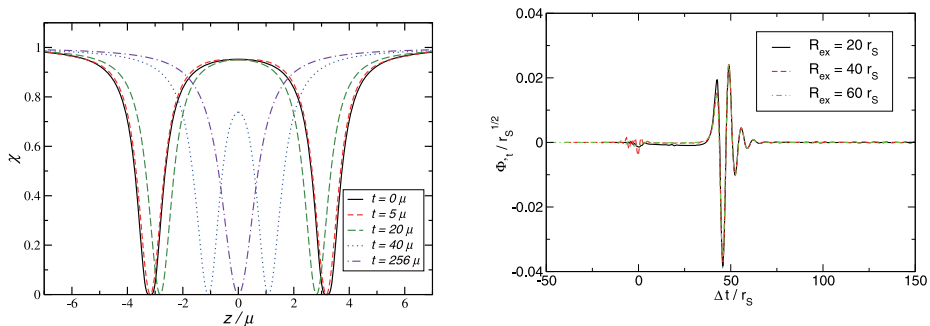 1
0.8
0.6
0.4
0.2
0
χ
t = 0 μ
t = 5 μ
t = 20 μ
t = 40 μ
t = 256 μ
-6 -4 -2 0 2 4 6
z / μ
0.04
0.02
0
-0.02
-0.04
Φ,t / rS^1/2
Rex = 20 rS
Rex = 40 rS
Rex = 60 rS
-50 0 50 100 150
Δt / rS